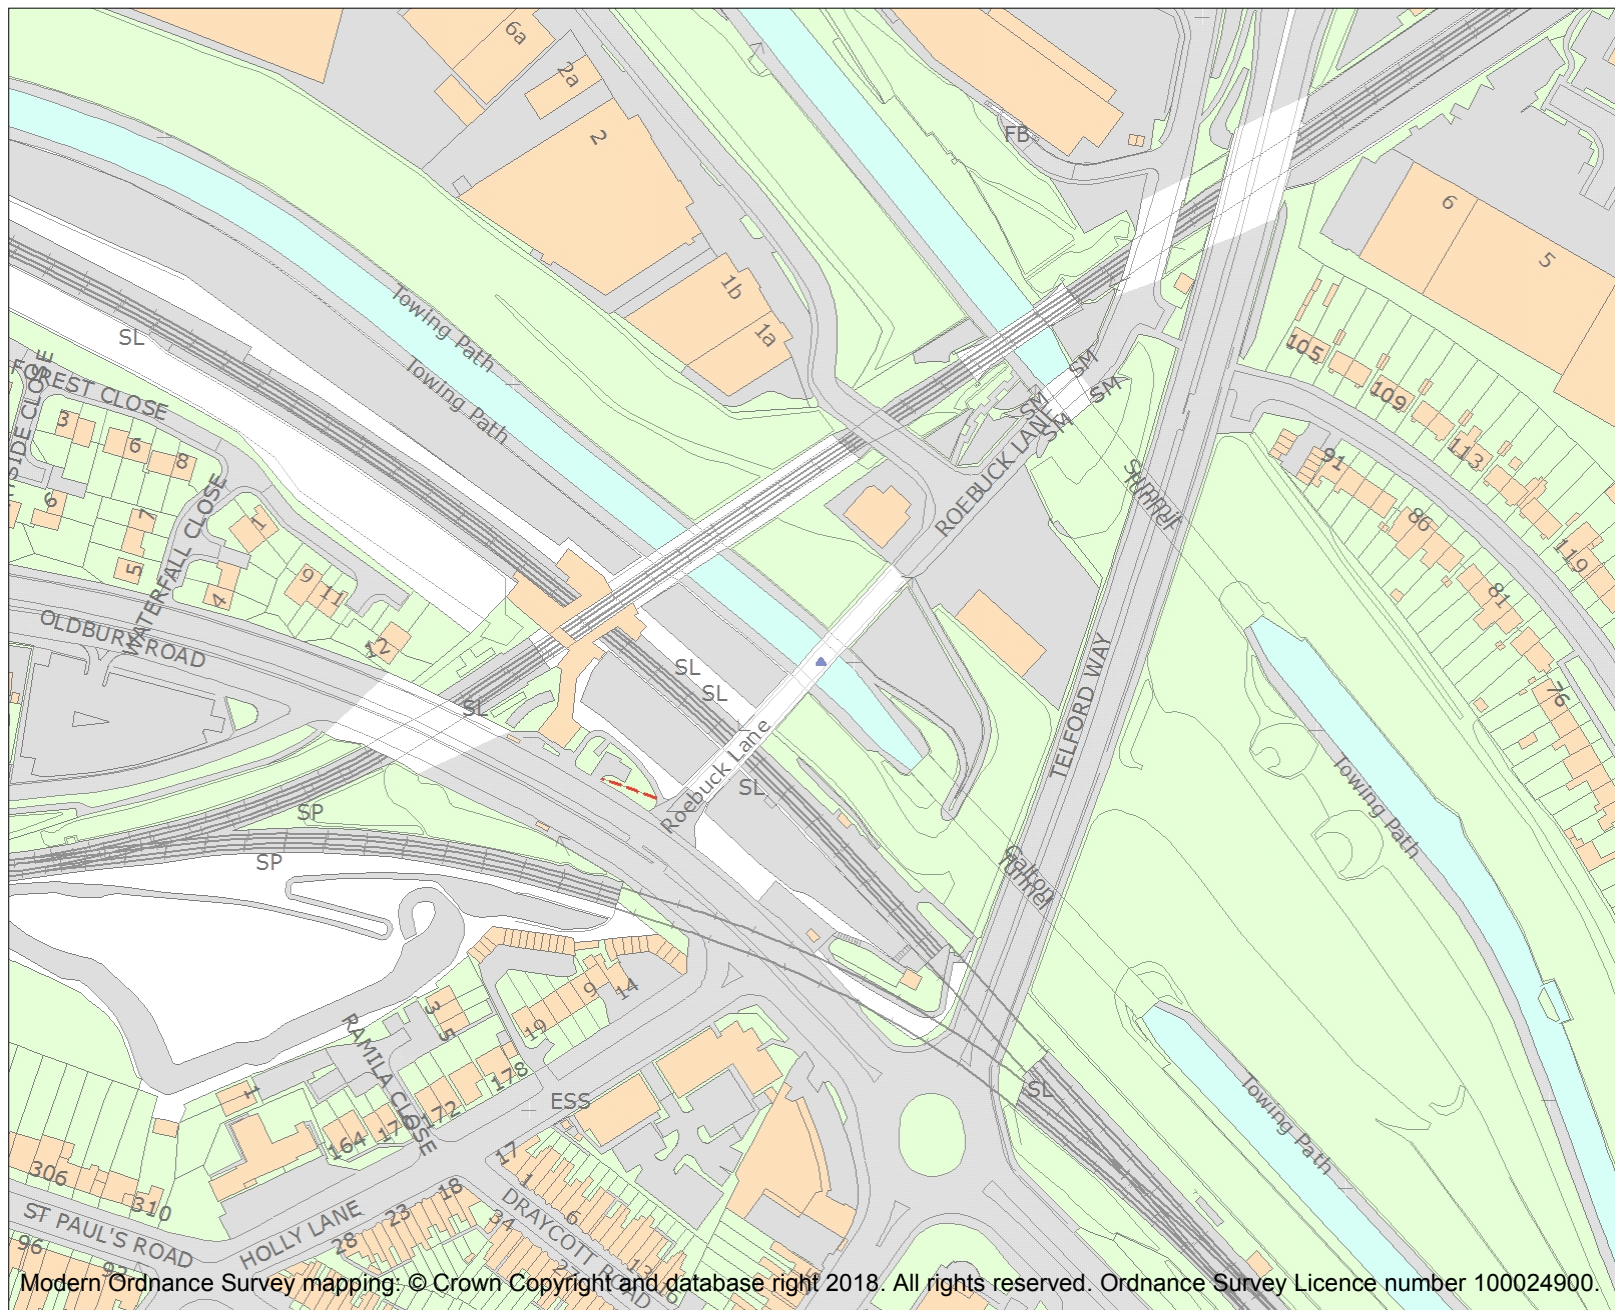 6a
2a
2
FB
6
5
1b
1a
Towing Path
Towing Path
SL
FOREST CLOSE
SIDE CLOSE
3
6
8
6
7
5
1
4
9
11
12
WATERFALL CLOSE
OLDBURY ROAD
105
109
113
119
91
86
81
76
SM
SM
SM
SM
ROEBUCK LANE
Summit
Tunnel
TELFORD WAY
Towing Path
SL
SL
SL
SL
Roebuck Lane
Galton
Tunnel
SP
SP
3
5
9
14
19
RAMILA CLOSE
1
178
172
170
164
ESS
SL
Towing Path
306
310
ST PAUL'S ROAD
96
HOLLY LANE
28
23
18
17
1
6
34
DRAYCOTT ROAD
13
16
Modern Ordnance Survey mapping: © Crown Copyright and database right 2018. All rights reserved. Ordnance Survey Licence number 100024900.